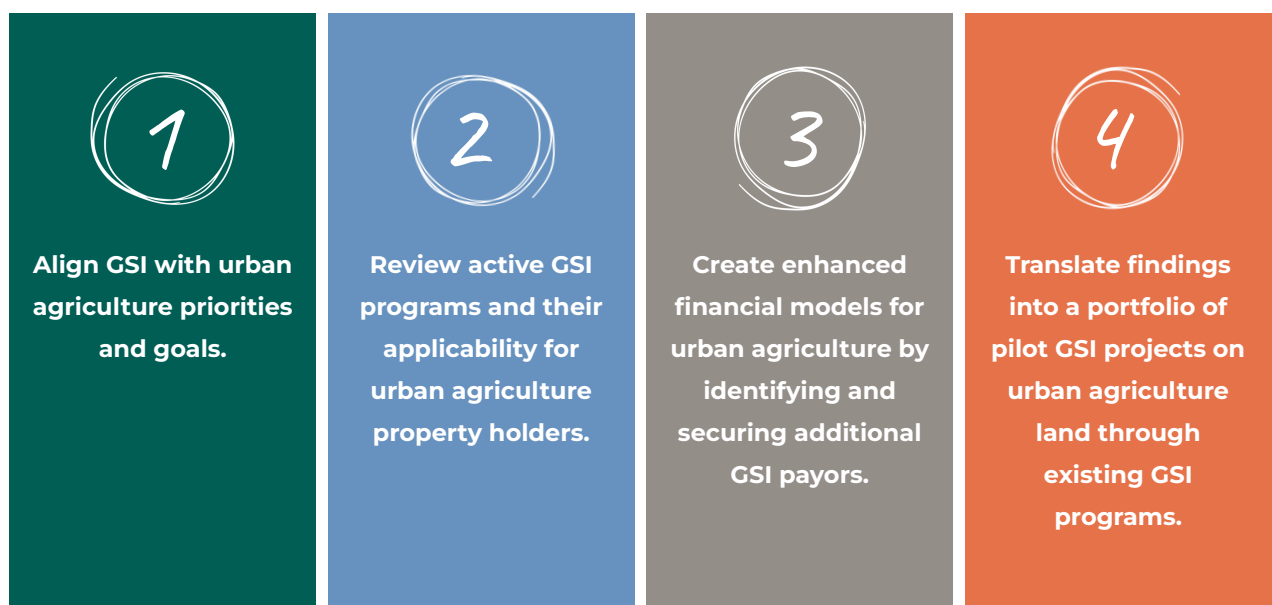 1
Align GSI with urban
agriculture priorities
and goals.
2
Review active GSI
programs and their
applicability for
urban agriculture
property holders.
3
Create enhanced
financial models for
urban agriculture by
identifying and
securing additional
GSI payors.
4
Translate findings
into a portfolio of
pilot GSI projects on
urban agriculture
land through
existing GSI
programs.